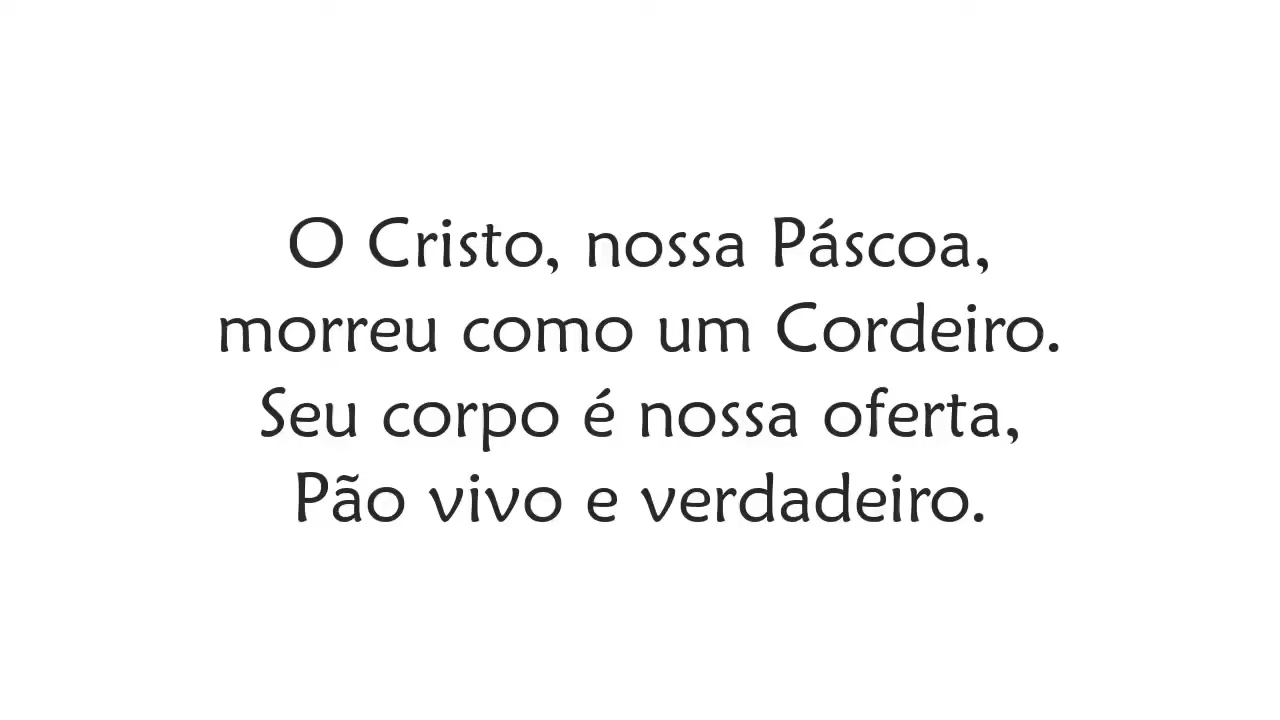 O Cristo, nossa Páscoa,
morreu como um Cordeiro.
Seu corpo é nossa oferta,
Pão vivo e verdadeiro.